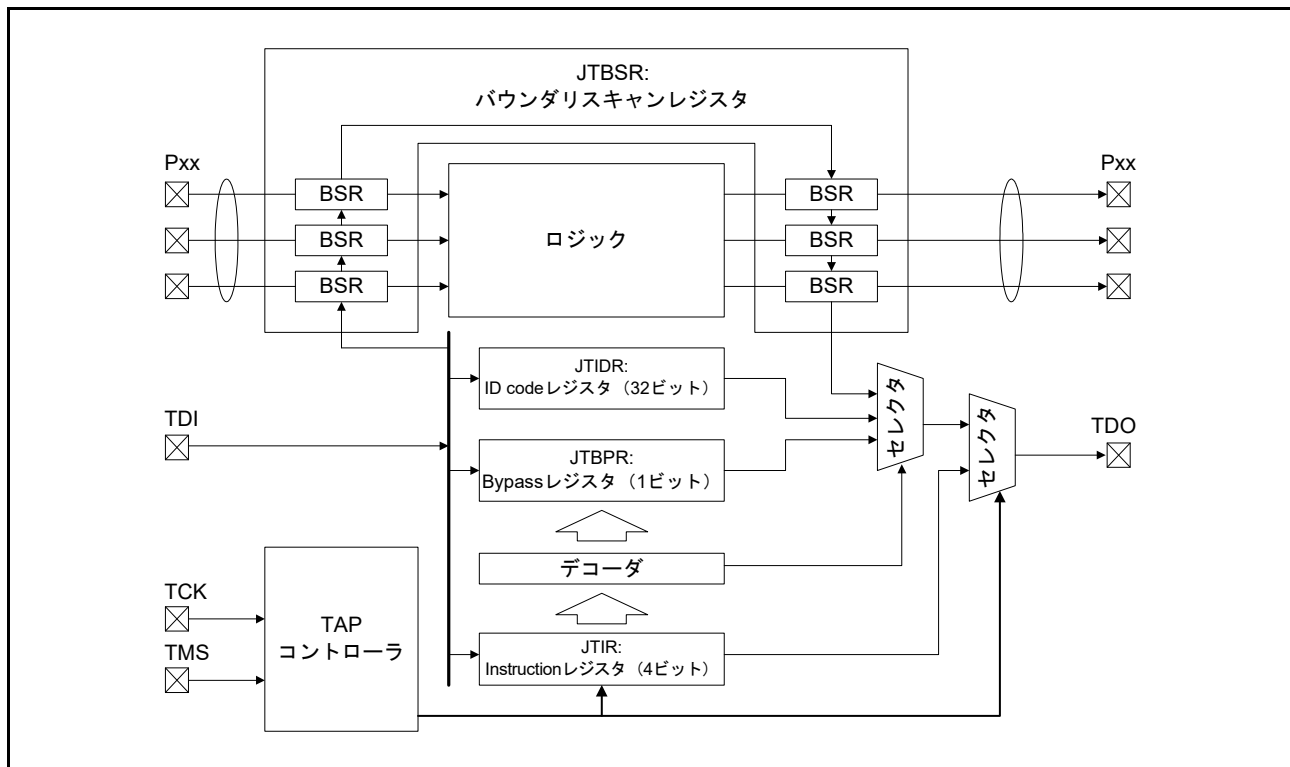 JTBSR:
バウンダリスキャンレジスタ
Pxx
Pxx
BSR
BSR
BSR
ロジック
BSR
BSR
BSR
JTIDR:
ID codeレジスタ（32ビット）
TDI
JTBPR:
Bypassレジスタ（1ビット）
セレクタ
セレクタ
TDO
デコーダ
TCK
TMS
TAP
コントローラ
JTIR:
Instructionレジスタ（4ビット）